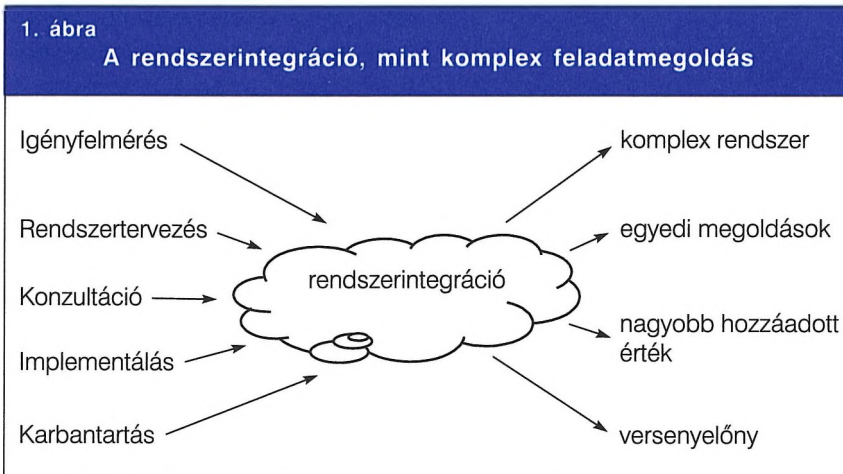 1. ábra
A rendszerintegráció, mint komplex feladatmegoldás
Igényfelmérés
Rendszertervezés
Konzultáció
Implementálás
Karbantartás
rendszerintegráció
komplex rendszer
egyedi megoldások
nagyobb hozzáadott
érték
versenyelőny